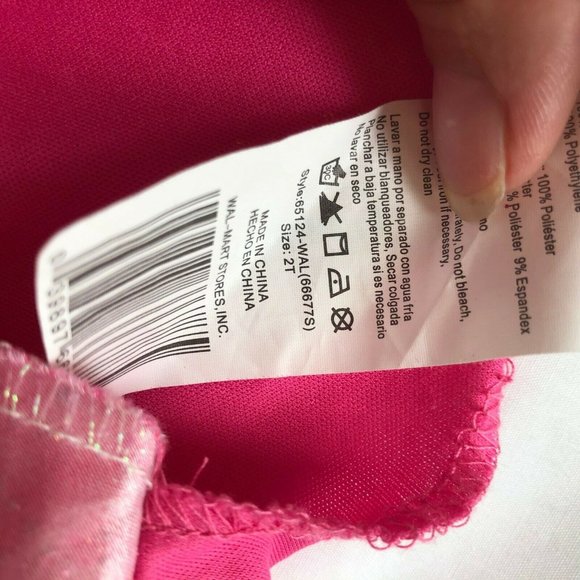 100% Polyethylene
100% Poliéster
% Poliéster 9% Espandex
Do not bleach,
if necessary,
Do not dry clean
Lavar a mano por separado con agua fría
No utilizar blanqueadores. Secar colgada
Planchar a baja temperatura si es necesario
No lavar en seco
30C
Style:65124-WAL(66677S)
Size: 2T
MADE IN CHINA
HECHO EN CHINA
WAL-MART STORES,INC.